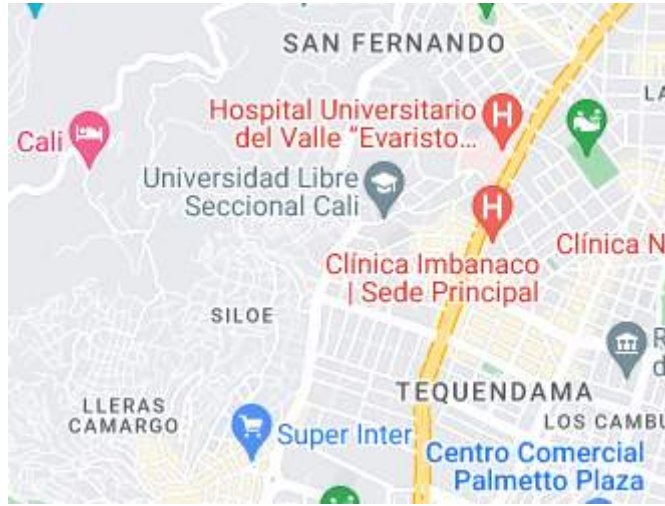 SAN FERNANDO
LA
Hospital Universitario
del Valle "Evaristo...
Cali
Universidad Libre
Seccional Cali
Clínica N
Clínica Imbanaco
| Sede Principal
SILOE
R
d
TEQUENDAMA
LLERAS
CAMARGO
LOS CAMBU
Super Inter
Centro Comercial
Palmetto Plaza